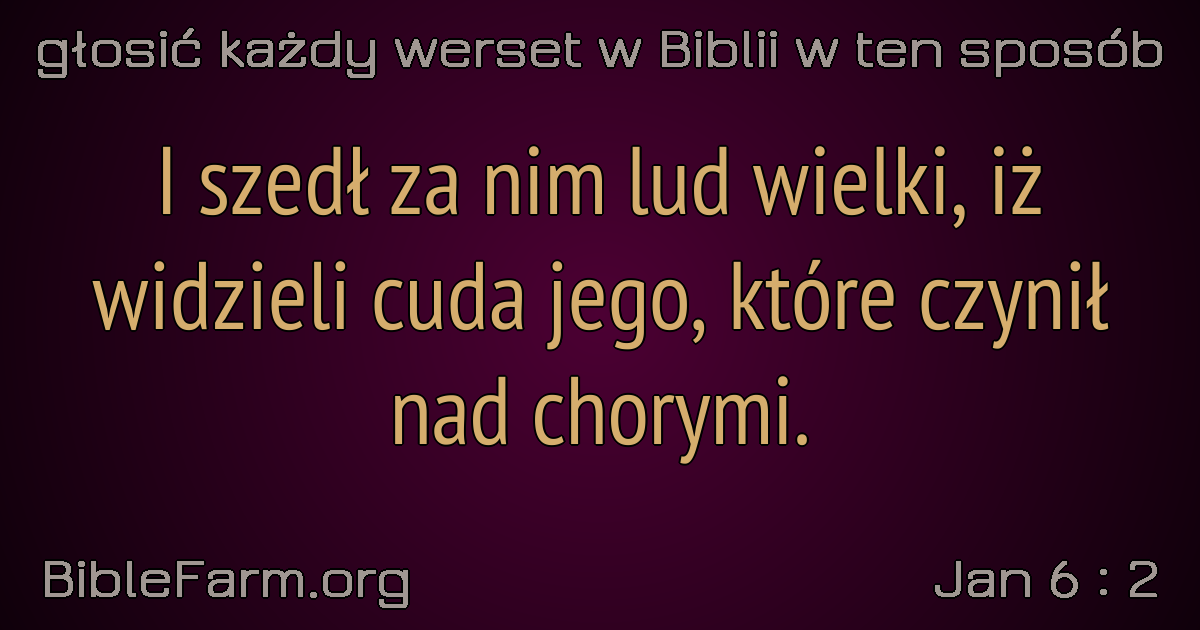 głosić każdy werset w Biblii w ten sposób
I szedł za nim lud wielki, iż
widzieli cuda jego, które czynił
nad chorymi.
BibleFarm.org
Jan 6 : 2